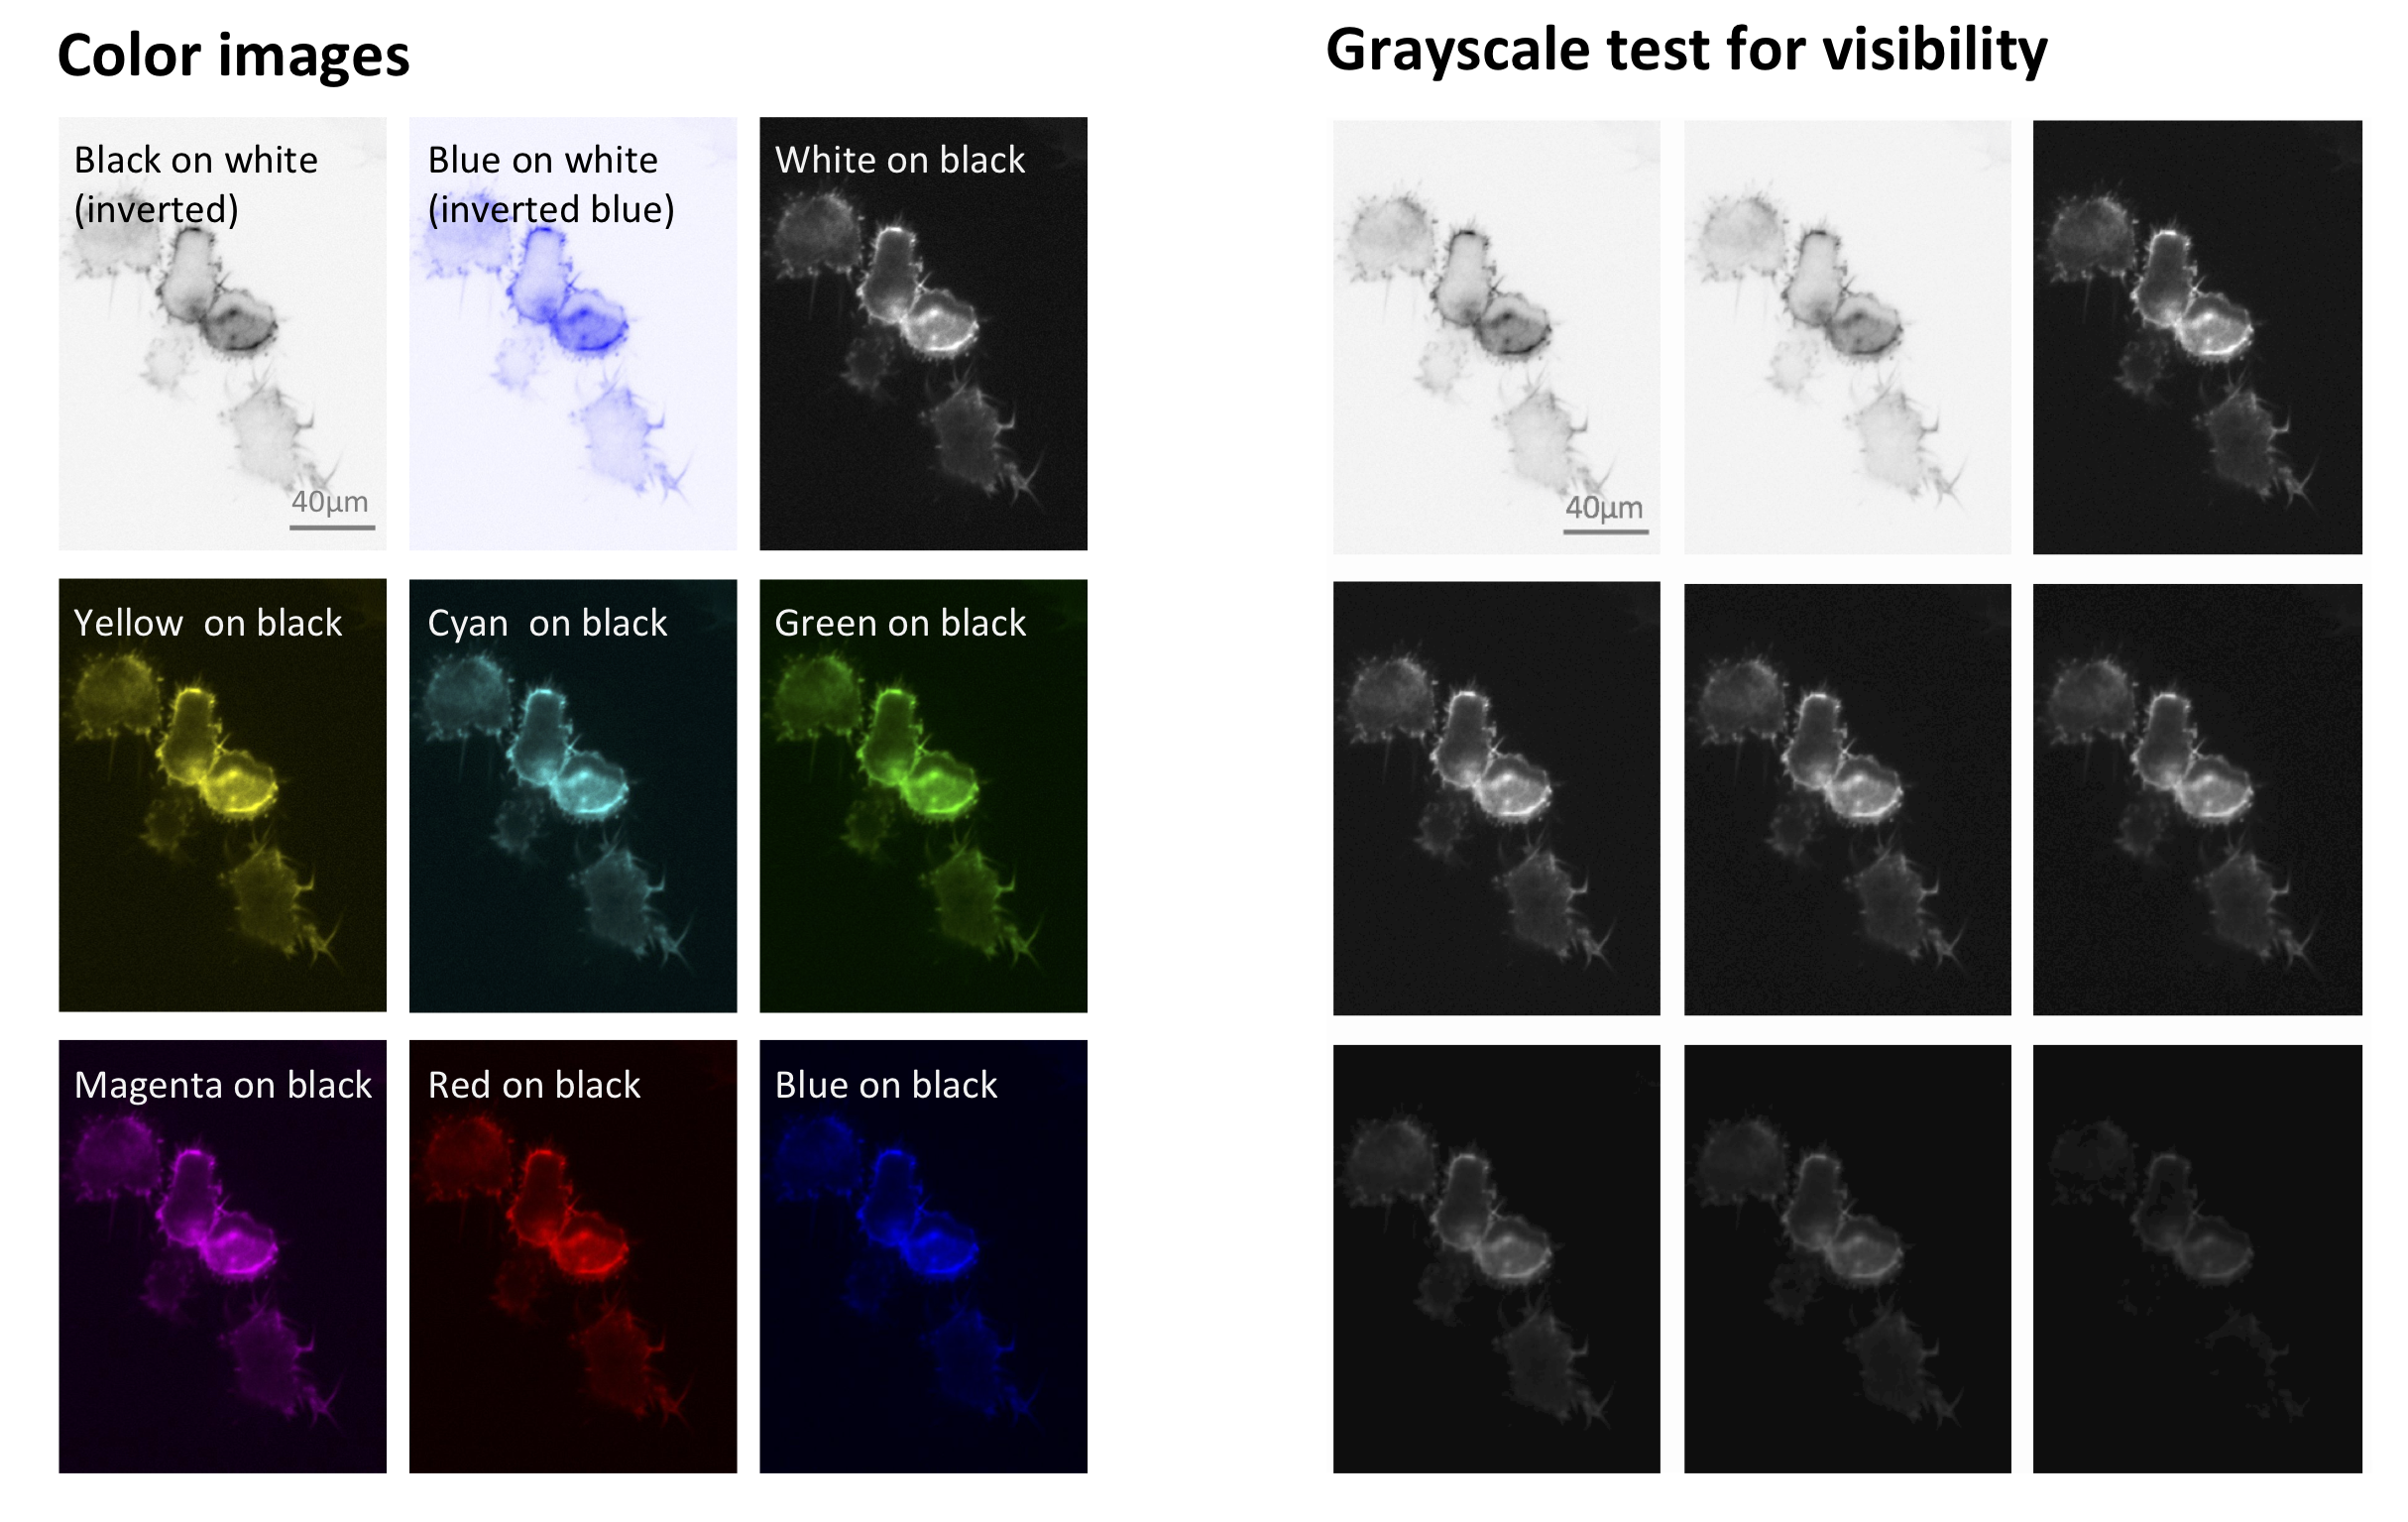 Color images
Grayscale test for visibility
Black on white
(inverted)
Blue on white
(inverted blue)
White on black
40µm
40µm
Yellow  on black
Cyan  on black
Green on black
Magenta on black
Red on black
Blue on black